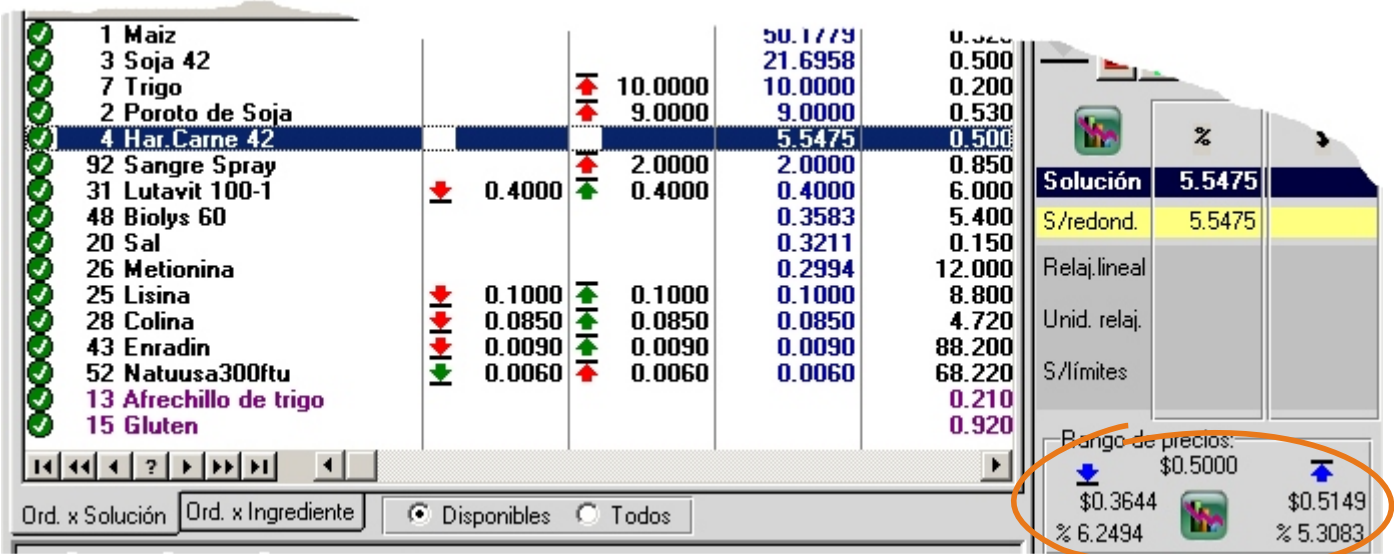 1 Maiz 50.1779
3 Soja 42 21.6958 0.500
7 Trigo 10.0000 10.0000 0.200
2 Poroto de Soja 9.0000 9.0000 0.530
4 Har.Carne 42 5.5475 0.500
92 Sangre Spray 2.0000 2.0000 0.850
31 Lutavit 100-1 0.4000 0.4000 0.4000 6.000
48 Biolys 60 0.3583 5.400
20 Sal 0.3211 0.150
26 Metionina 0.2994 12.000
25 Lisina 0.1000 0.1000 0.1000 8.800
28 Colina 0.0850 0.0850 0.0850 4.720
43 Enradin 0.0090 0.0090 0.0090 88.200
52 Natuusa300ftu 0.0060 0.0060 0.0060 68.220
13 Afrechillo de trigo 0.210
15 Gluten 0.920
?
Ord. x Solución Ord. x Ingrediente Disponibles Todos
%
Solución 5.5475
S/redond. 5.5475
Relaj.lineal
Unid. relaj.
S/límites
Rango de precios:
$0.5000
$0.3644 $0.5149
% 6.2494 % 5.3083